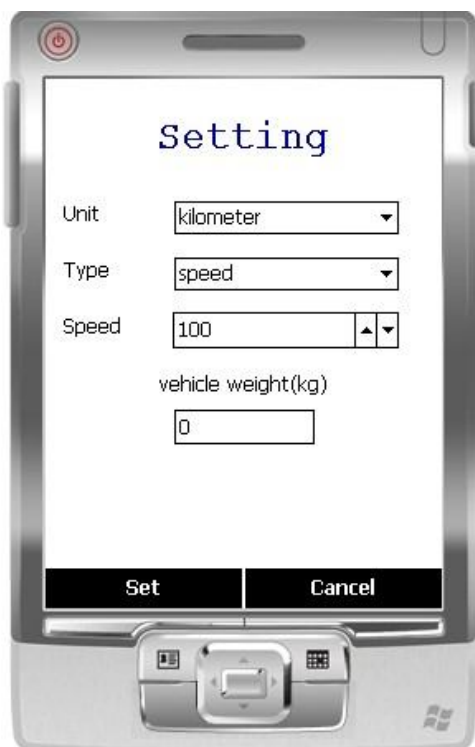 Setting
Unit kilometer
Type speed
Speed 100
vehicle weight(kg)
0
Set Cancel